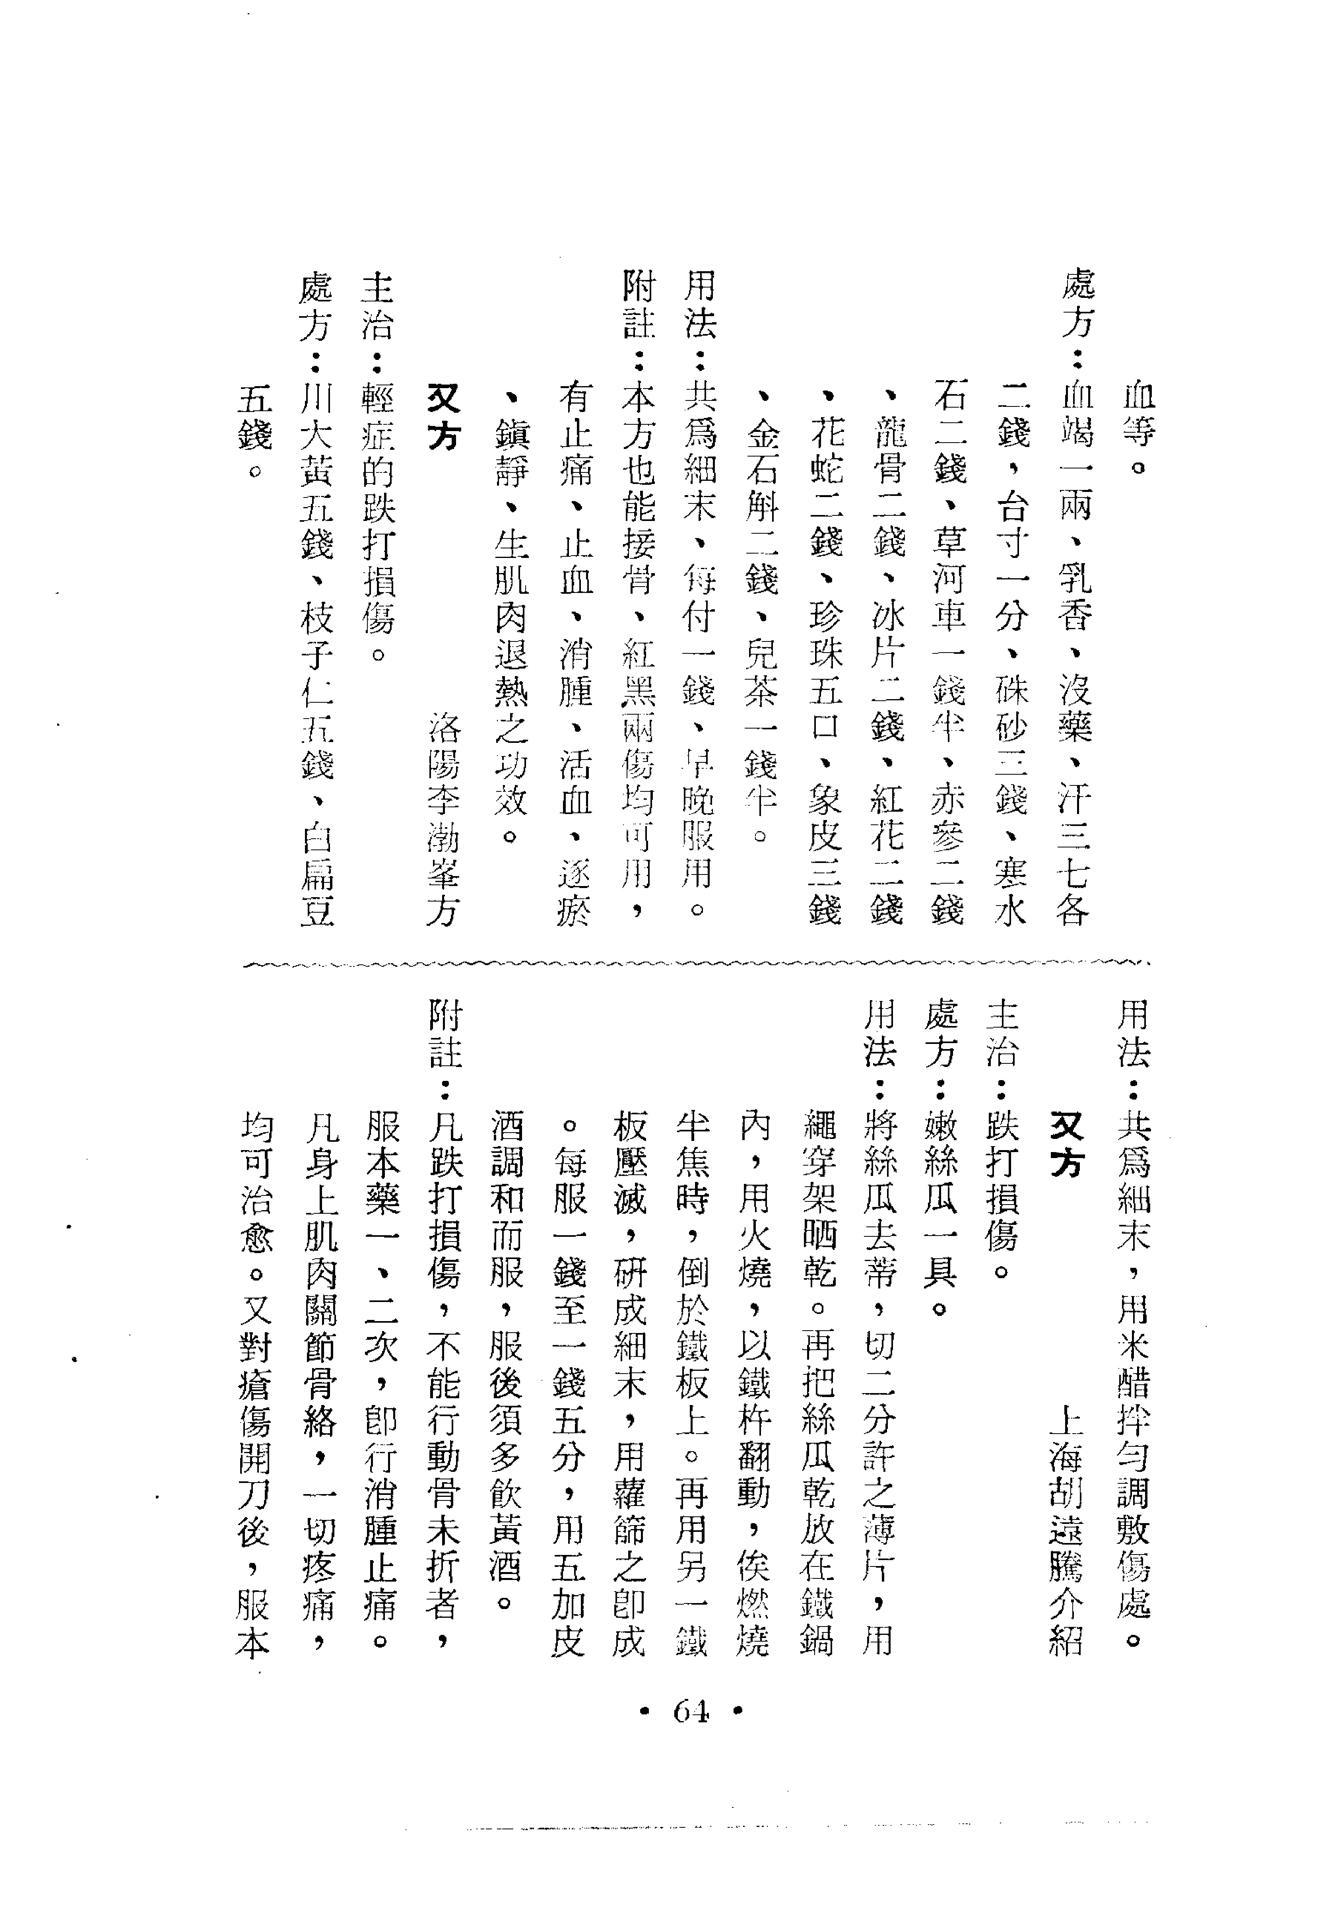 血等。
處方：血竭一兩、乳香、沒藥、汗三七各
二錢，台寸一分、硃砂三錢、寒水
石二錢、草河車一錢半、赤參二錢
、龍骨二錢、冰片二錢、紅花二錢
、花蛇二錢、珍珠五口、象皮三錢
、金石斛二錢、兒茶一錢半。
用法：共爲細末、每付一錢、早晚服用。
附註：本方也能接骨、紅黑兩傷均可用，
有止痛、止血、消腫、活血、逐瘀
、鎮靜、生肌肉退熱之功效。
又方　洛陽李渤峯方
主治：輕症的跌打損傷。
處方：川大黃五錢、枝子仁五錢、白扁豆
五錢。
用法：共爲細末，用米醋拌勻調敷傷處。
又方　上海胡遠騰介紹
主治：跌打損傷。
處方：嫩絲瓜一具。
用法：將絲瓜去蒂，切二分許之薄片，用
繩穿架晒乾。再把絲瓜乾放在鐵鍋
內，用火燒，以鐵杵翻動，俟燃燒
半焦時，倒於鐵板上。再用另一鐵
板壓滅，研成細末，用蘿篩之卽成
。每服一錢至一錢五分，用五加皮
酒調和而服，服後須多飲黃酒。
附註：凡跌打損傷，不能行動骨未折者，
服本藥一、二次，卽行消腫止痛。
凡身上肌肉關節骨絡，一切疼痛，
均可治愈。又對瘡傷開刀後，服本
• 64 •